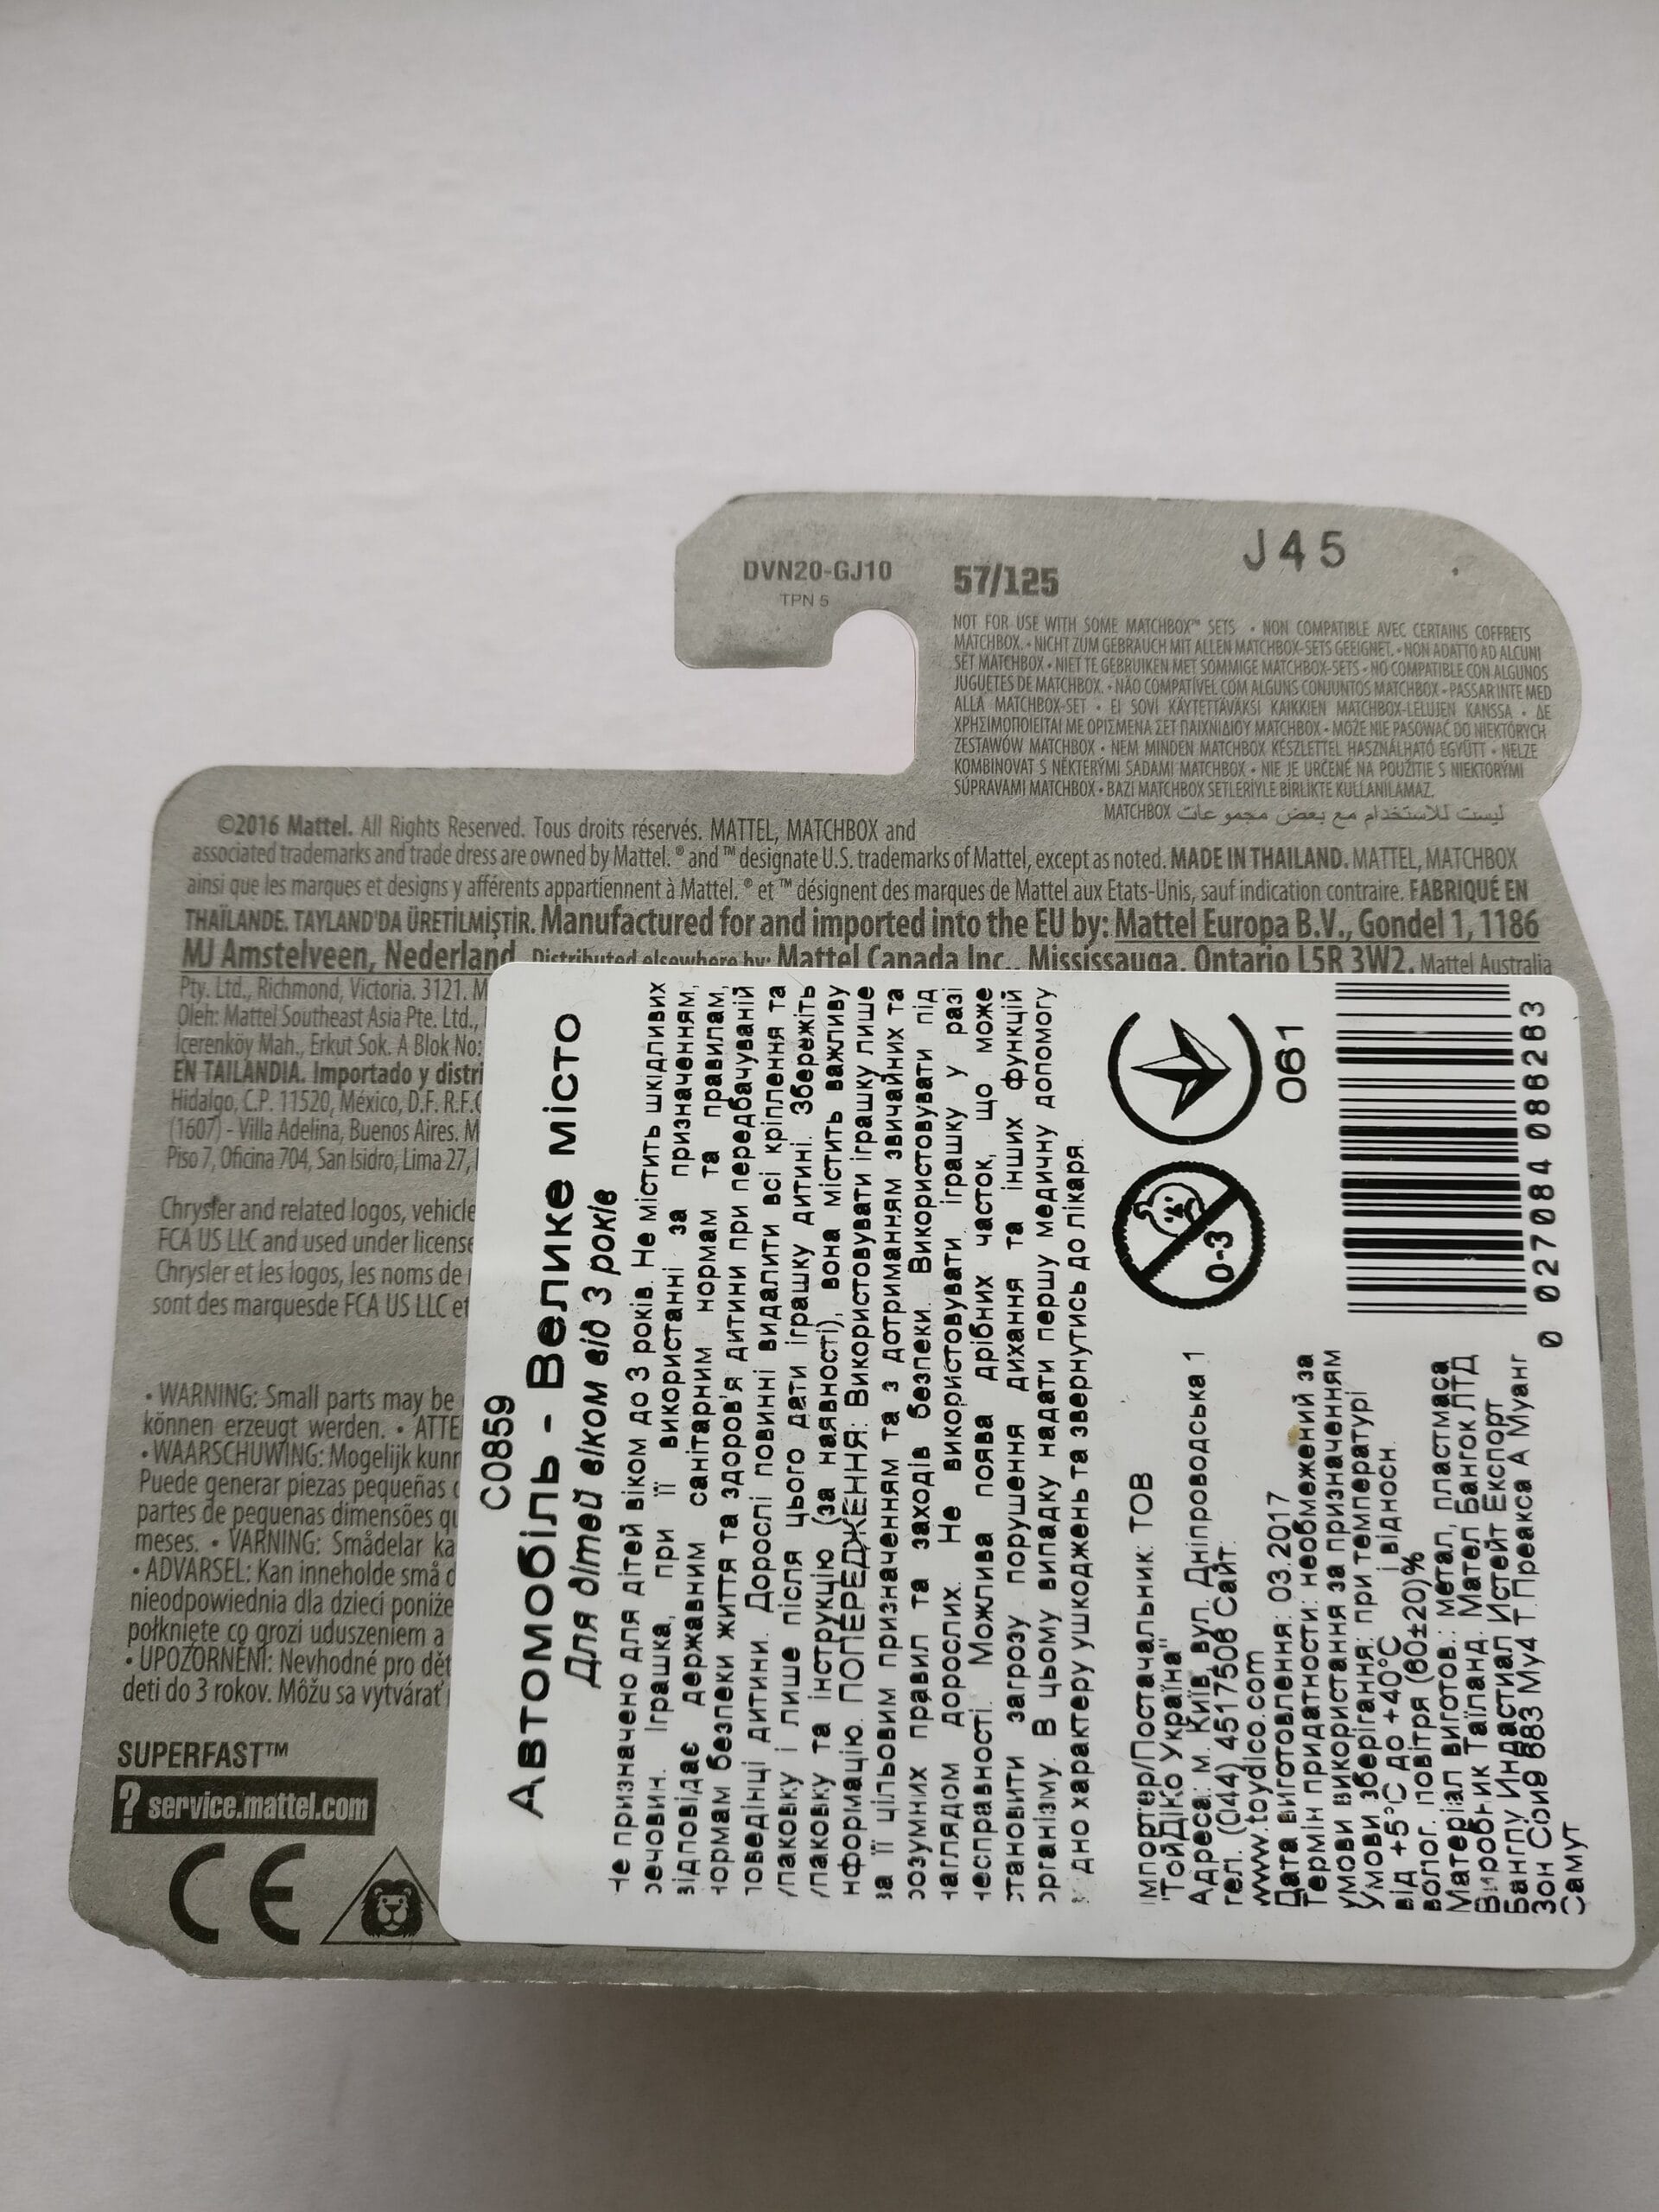 DVN20-GJ10
TPN 5
57/125
J45
NOT FOR USE WITH SOME MATCHBOX™ SETS • NON COMPATIBLE AVEC CERTAINS COFFRETS
MATCHBOX. • NICHT ZUM GEBRAUCH MIT ALLEN MATCHBOX-SETS GEEIGNET. • NON ADATTO AD ALCUNI
SET MATCHBOX • NIET TE GEBRUIKEN MET SOMMIGE MATCHBOX-SETS • NO COMPATIBLE CON ALGUNOS
JUGUETES DE MATCHBOX. • NÃO COMPATÍVEL COM ALGUNS CONJUNTOS MATCHBOX • PASSAR INTE MED
ALLA MATCHBOX-SET • EI SOVI KÄYTETTÄVÄKSI KAIKKIEN MATCHBOX-LELUJEN KANSSA • ΔΕ
ΧΡΗΣΙΜΟΠΟΙΕΙΤΑΙ ΜΕ ΟΡΙΣΜΕΝΑ ΣΕΤ ΠΑΙΧΝΙΔΙΟΥ MATCHBOX • MOŻE NIE PASOWAĆ DO NIEKTÓRYCH
ZESTAWÓW MATCHBOX • NEM MINDEN MATCHBOX KÉSZLETTEL HASZNÁLHATÓ EGYÜTT • NELZE
KOMBINOVAT S NĚKTERÝMI SADAMI MATCHBOX • NIE JE URČENÉ NA POUŽITIE S NIEKTORÝMI
SÚPRAVAMI MATCHBOX • BAZI MATCHBOX SETLERİYLE BİRLİKTE KULLANILAMAZ.
ليست للاستخدام مع بعض مجموعات MATCHBOX
©2016 Mattel. All Rights Reserved. Tous droits réservés. MATTEL, MATCHBOX and
associated trademarks and trade dress are owned by Mattel. ® and ™ designate U.S. trademarks of Mattel, except as noted. MADE IN THAILAND. MATTEL, MATCHBOX
ainsi que les marques et designs y afférents appartiennent à Mattel. ® et ™ désignent des marques de Mattel aux Etats-Unis, sauf indication contraire. FABRIQUÉ EN
THAÏLANDE. TAYLAND'DA ÜRETİLMİŞTİR. Manufactured for and imported into the EU by: Mattel Europa B.V., Gondel 1, 1186
MJ Amstelveen, Nederland. Distributed elsewhere by: Mattel Canada Inc., Mississauga, Ontario L5R 3W2. Mattel Australia
Pty. Ltd., Richmond, Victoria. 3121. M
Oleh: Mattel Southeast Asia Pte. Ltd.,
İçerenköy Mah., Erkut Sok. A Blok No:
EN TAILANDIA. Importado y distri
Hidalgo, C.P. 11520, México, D.F. R.F.C
(1607) - Villa Adelina, Buenos Aires. M
Piso 7, Oficina 704, San Isidro, Lima 27,
Chrysler and related logos, vehicle
FCA US LLC and used under license
Chrysler et les logos, les noms de
sont des marquesde FCA US LLC et
• WARNING: Small parts may be
können erzeugt werden. • ATTE
• WAARSCHUWING: Mogelijk kunn
Puede generar piezas pequeñas
partes de pequenas dimensões qu
meses. • VARNING: Smådelar ka
• ADVARSEL: Kan inneholde små d
nieodpowiednia dla dzieci poniże
połknięte co grozi uduszeniem a
• UPOZORNĚNÍ: Nevhodné pro dět
deti do 3 rokov. Môžu sa vytvárať
SUPERFAST™
? service.mattel.com
CE
C0859
Автомобіль - Велике місто
Для дітей віком від 3 років
Не призначено для дітей віком до 3 років. Не містить шкідливих
речовин. Іграшка, при її використанні за призначенням,
відповідає державним санітарним нормам та правилам,
нормам безпеки життя та здоров'я дитини при передбачуваній
поведінці дитини. Дорослі повинні видалити всі кріплення та
упаковку і лише після цього дати іграшку дитині. Збережіть
упаковку та інструкцію (за наявності), вона містить важливу
інформацію. ПОПЕРЕДЖЕННЯ: Використовувати іграшку лише
за її цільовим призначенням та з дотриманням звичайних та
розумних правил та заходів безпеки. Використовувати під
наглядом дорослих. Не використовувати іграшку у разі
несправності. Можлива поява дрібних часток, що може
становити загрозу порушення дихання та інших функцій
організму. В цьому випадку надати першу медичну допомогу
згідно характеру ушкоджень та звернутись до лікаря.
Імпортер/Постачальник: ТОВ
"ТойДіко Україна"
Адреса: м. Київ, вул. Дніпроводська 1
тел. (044) 4517506 Сайт:
www.toydico.com
Дата виготовлення: 03.2017
Термін придатности: необмежений за
умови використання за призначенням
Умови зберігання: при температурі
від +5°C до +40°C і відносн.
волог. повітря (60±20)%
Матеріал виготов.: метал, пластмаса
Виробник Таїланд. Мател Бангок ЛТД
Бангпу Индастиал Истейт Експорт
Зон Сой9 683 Му4 Т.Преакса А Муанг
Самут
0-3
061
0 027084 088263